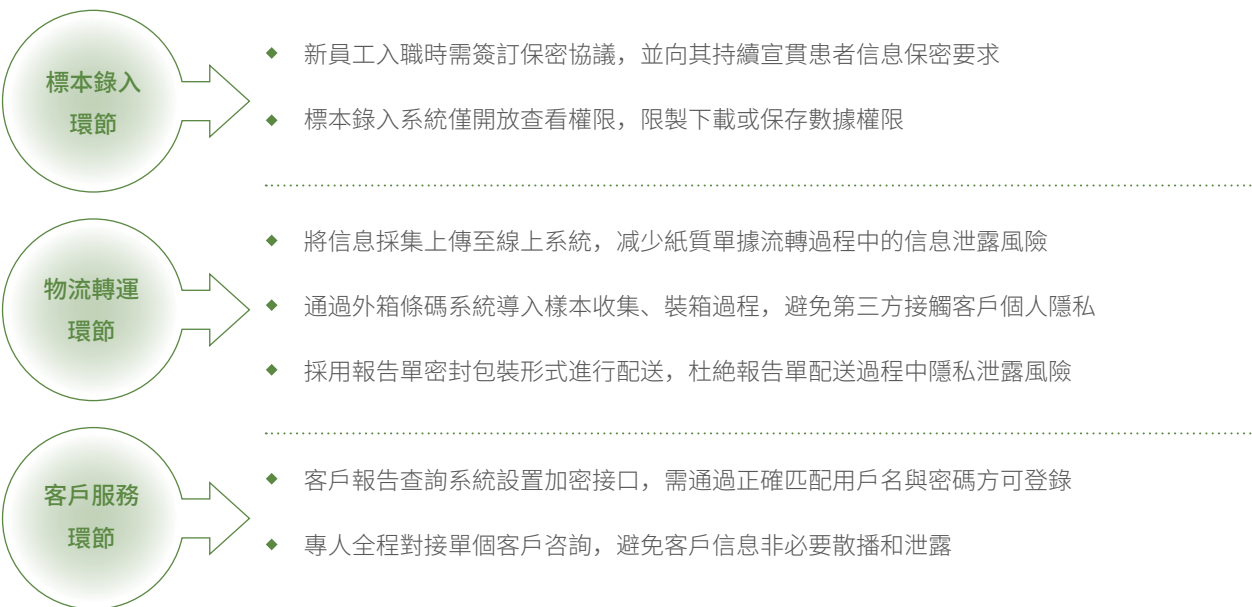 標本錄入
環節
◆ 新員工入職時需簽訂保密協議，並向其持續宣貫患者信息保密要求
◆ 標本錄入系統僅開放查看權限，限製下載或保存數據權限
物流轉運
環節
◆ 將信息採集上傳至線上系統，减少紙質單據流轉過程中的信息泄露風險
◆ 通過外箱條碼系統導入樣本收集、裝箱過程，避免第三方接觸客戶個人隱私
◆ 採用報告單密封包裝形式進行配送，杜絶報告單配送過程中隱私泄露風險
客戶服務
環節
◆ 客戶報告查詢系統設置加密接口，需通過正確匹配用戶名與密碼方可登錄
◆ 專人全程對接單個客戶咨詢，避免客戶信息非必要散播和泄露